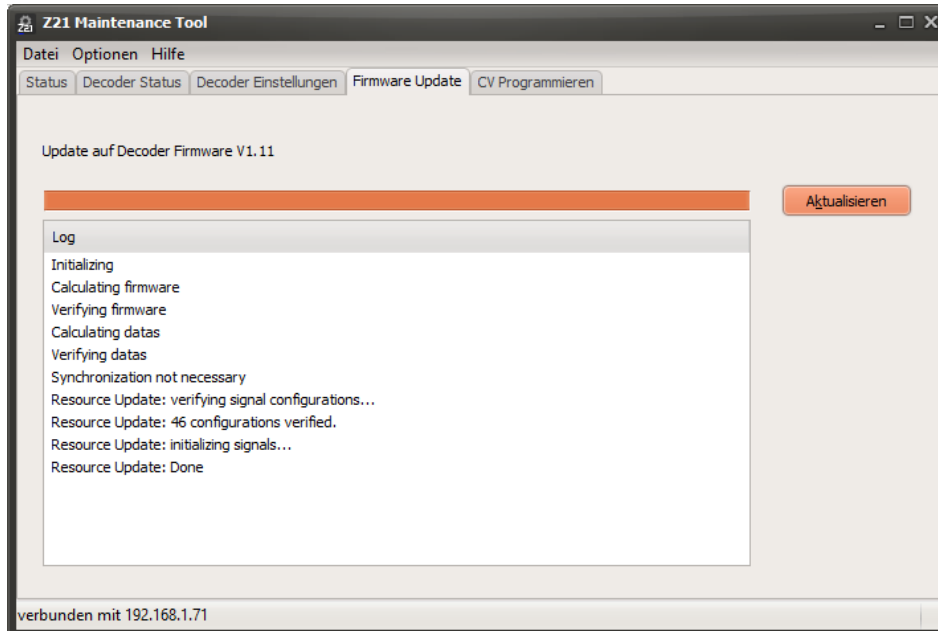 Z21 Z21 Maintenance Tool
Datei Optionen Hilfe
Status Decoder Status Decoder Einstellungen Firmware Update CV Programmieren
Update auf Decoder Firmware V1.11
Aktualisieren
Log
Initializing
Calculating firmware
Verifying firmware
Calculating datas
Verifying datas
Synchronization not necessary
Resource Update: verifying signal configurations...
Resource Update: 46 configurations verified.
Resource Update: initializing signals...
Resource Update: Done
verbunden mit 192.168.1.71